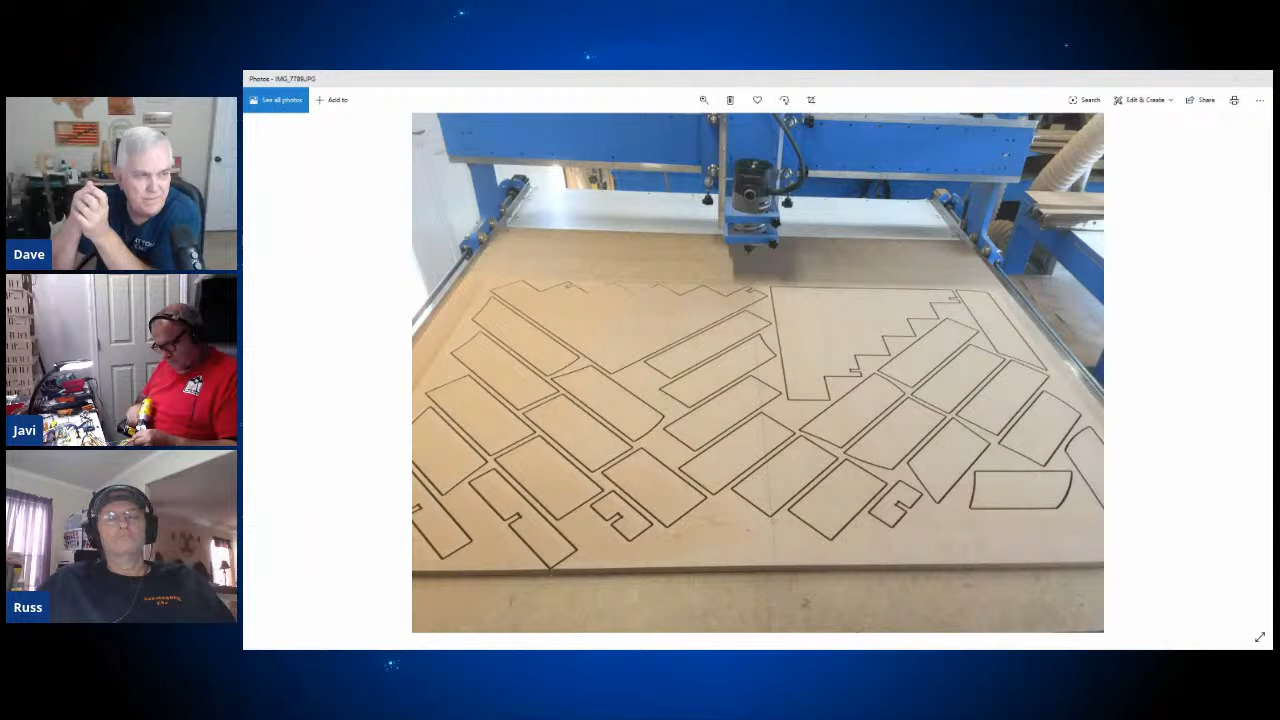 Photos - IMG_7789.JPG
See all photos
Add to
Search
Edit & Create
Share
Dave
Javi
Russ